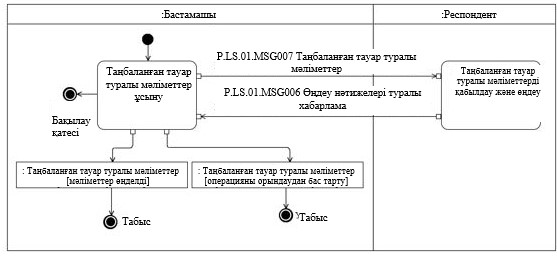 :Бастамашы
:Респондент
P.LS.01.MSG007 Таңбаланған тауар туралы
мәліметтер
Таңбаланған тауар
туралы мәліметтер
ұсыну
Таңбаланған тауар
туралы мәліметтерді
қабылдау және өңдеу
P.LS.01.MSG006 Өңдеу нәтижелері туралы
хабарлама
Бақылау
қатесі
: Таңбаланған тауар туралы мәліметтер
[мәліметтер өңделді]
: Таңбаланған тауар туралы мәліметтер
[операцияны орындаудан бас тарту]
Табыс
Табыс